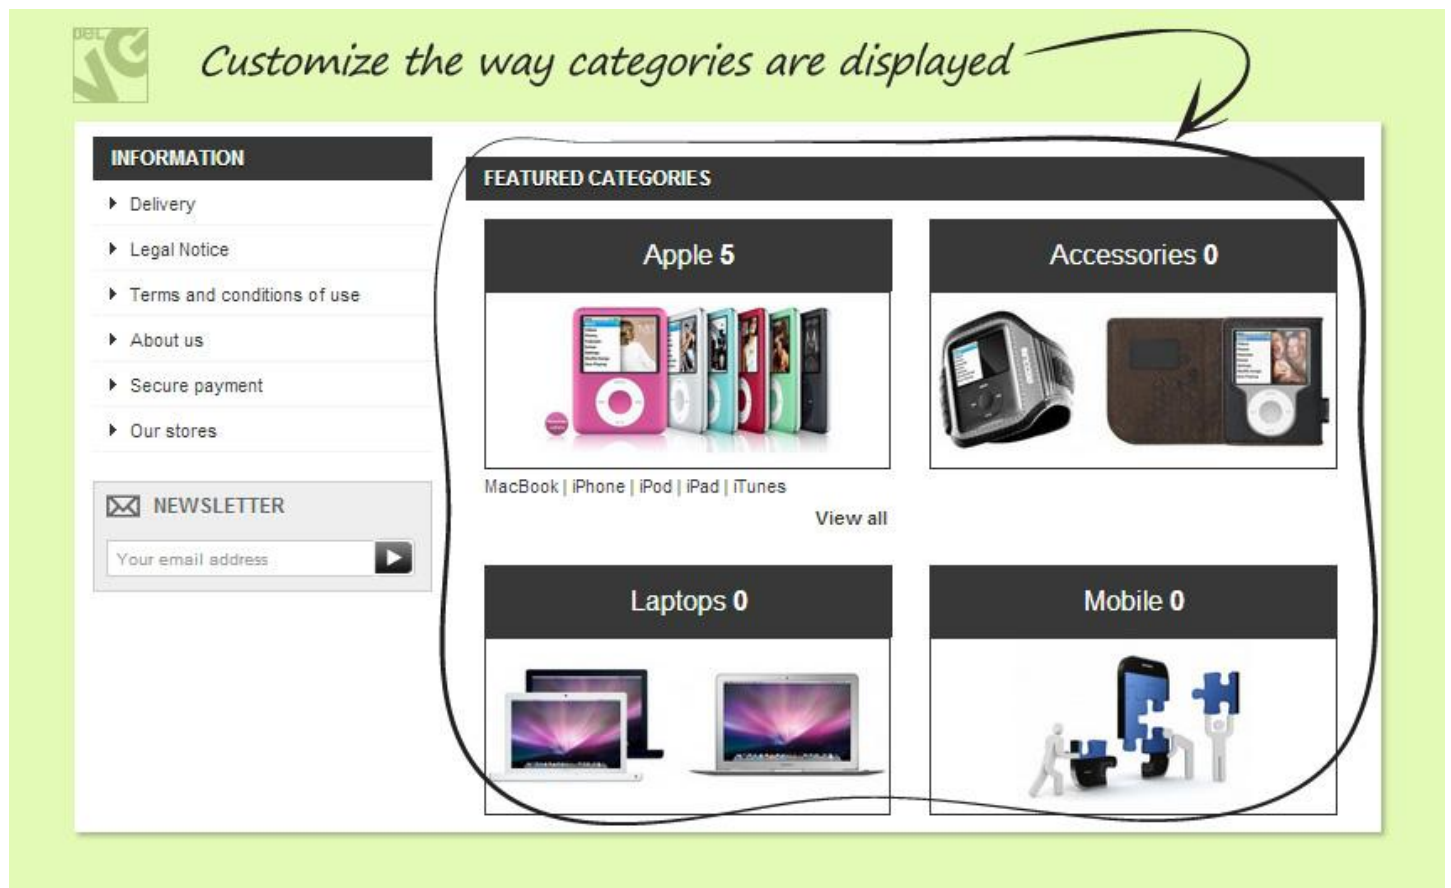 DEL
VG
Customize the way categories are displayed
INFORMATION
Delivery
Legal Notice
Terms and conditions of use
About us
Secure payment
Our stores
NEWSLETTER
Your email address
FEATURED CATEGORIES
Apple 5
Accessories 0
MacBook | iPhone | iPod | iPad | iTunes
View all
Laptops 0
Mobile 0